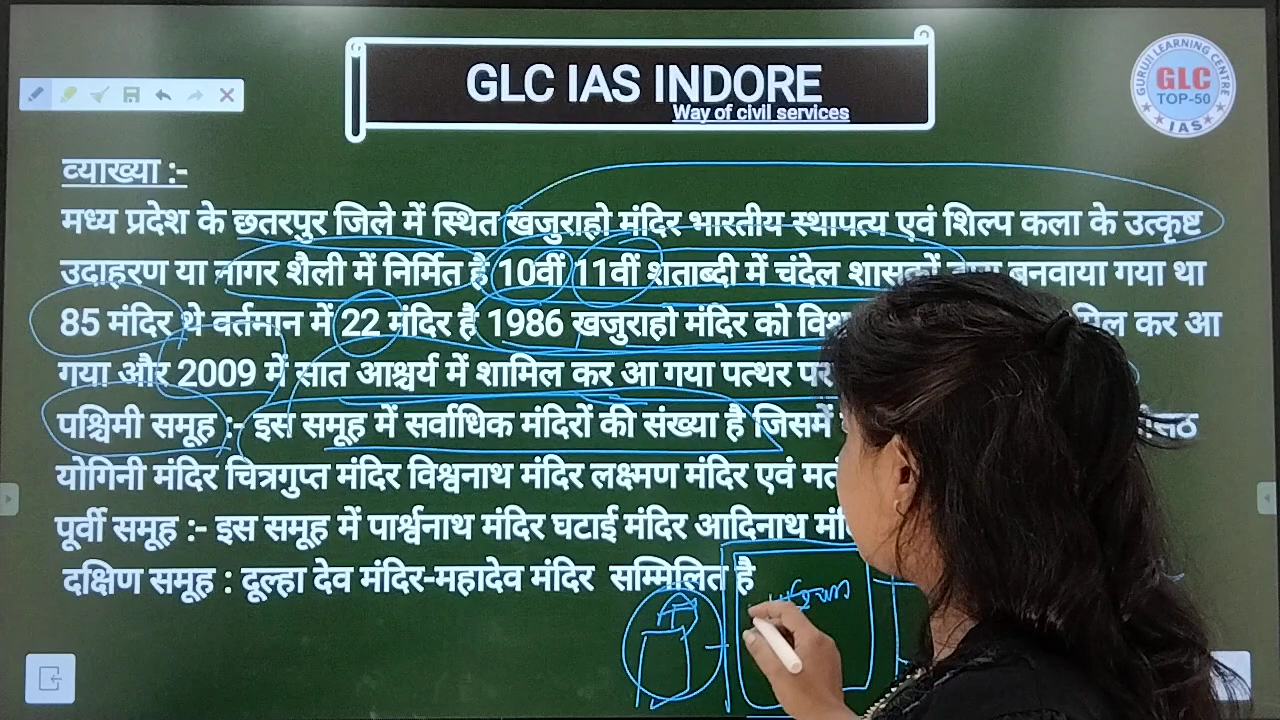 GLC IAS INDORE
Way of civil services
GURUJI LEARNING CENTRE
GLC
TOP-50
IAS
व्याख्या :-
मध्य प्रदेश के छतरपुर जिले में स्थित खजुराहो मंदिर भारतीय स्थापत्य एवं शिल्प कला के उत्कृष्ट
उदाहरण या नागर शैली में निर्मित है 10वीं 11वीं शताब्दी में चंदेल शासकों बनवाया गया था
85 मंदिर थे वर्तमान में 22 मंदिर है 1986 खजुराहो मंदिर को कर आ
गया और 2009 में सात आश्चर्य में शामिल कर आ गया पत्थर
पश्चिमी समूह :- इस समूह में सर्वाधिक मंदिरों की संख्या है जिसमें
योगिनी मंदिर चित्रगुप्त मंदिर विश्वनाथ मंदिर लक्ष्मण मंदिर एवं
पूर्वी समूह :- इस समूह में पार्श्वनाथ मंदिर घटाई मंदिर आदिनाथ
दक्षिण समूह : दूल्हा देव मंदिर-महादेव मंदिर सम्मिलित है